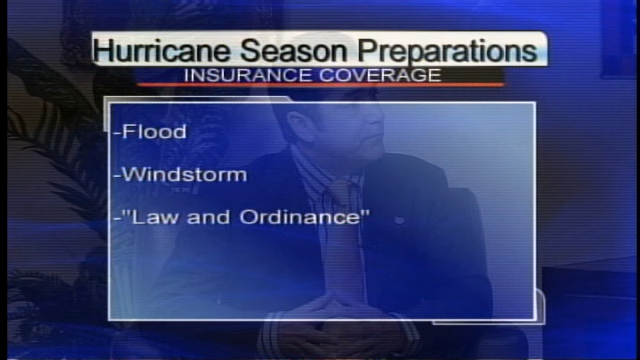 Hurricane Season Preparations
INSURANCE COVERAGE
-Flood
-Windstorm
-"Law and Ordinance"